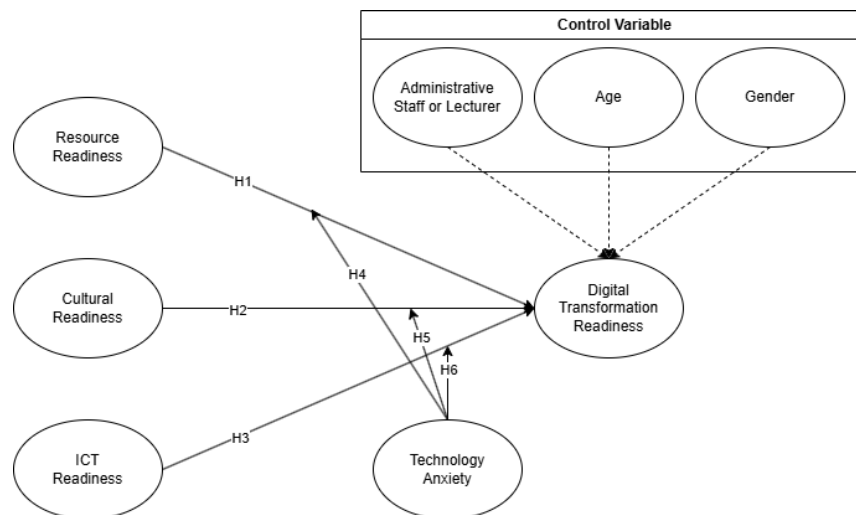 Control Variable
Administrative
Staff or Lecturer
Age
Gender
Resource
Readiness
H1
H4
Cultural
Readiness
H2
Digital
Transformation
Readiness
H5
H6
H3
ICT
Readiness
Technology
Anxiety